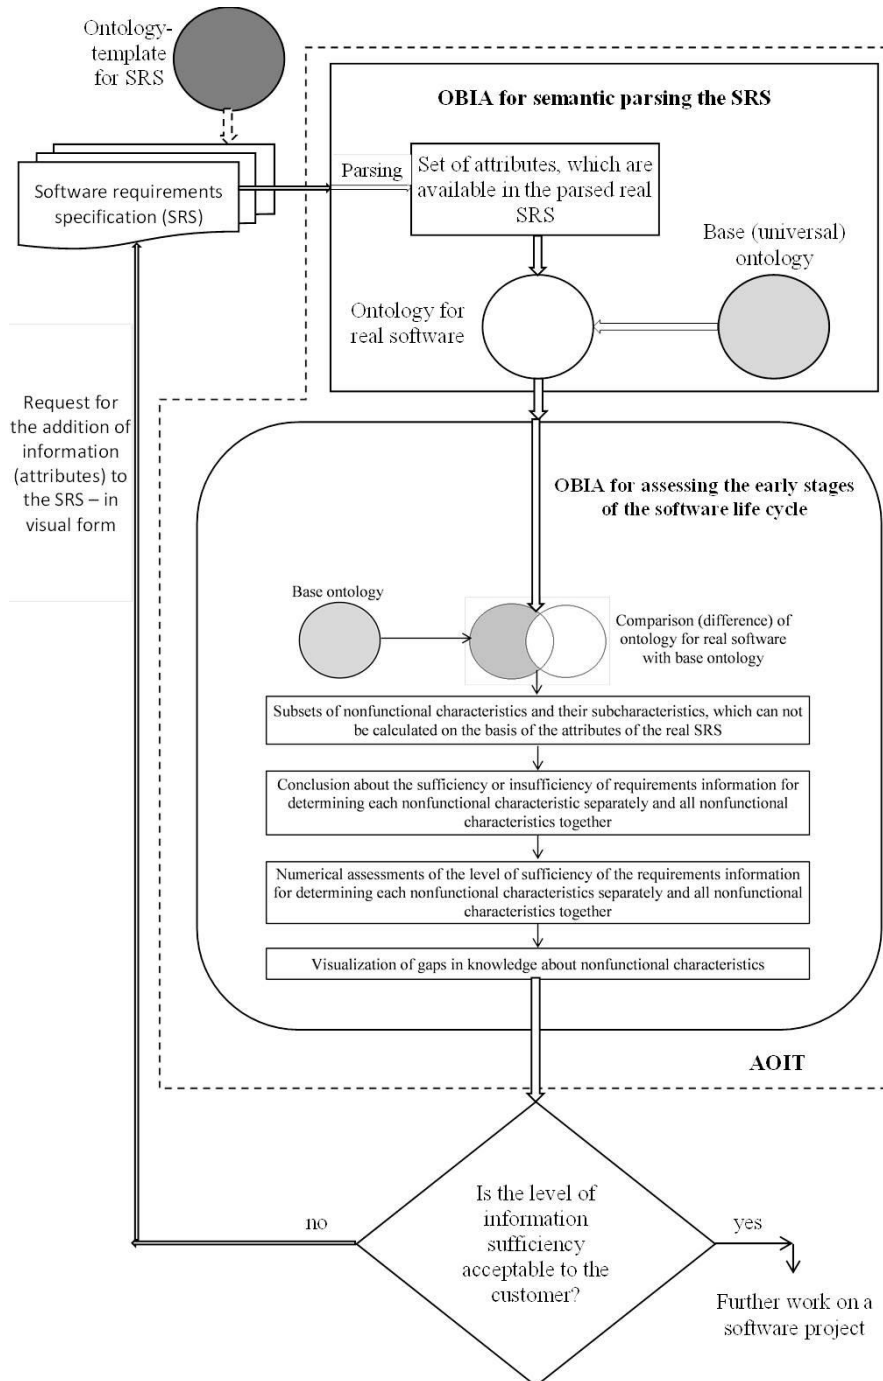 Ontology-
template
for SRS
OBIA for semantic parsing the SRS
Software requirements
specification (SRS)
Parsing
Set of attributes, which are
available in the parsed real
SRS
Base (universal)
ontology
Ontology for
real software
Request for
the addition of
information
(attributes) to
the SRS – in
visual form
OBIA for assessing the early stages
of the software life cycle
Base ontology
Comparison (difference) of
ontology for real software
with base ontology
Subsets of nonfunctional characteristics and their subcharacteristics, which can not
be calculated on the basis of the attributes of the real SRS
Conclusion about the sufficiency or insufficiency of requirements information for
determining each nonfunctional characteristic separately and all nonfunctional
characteristics together
Numerical assessments of the level of sufficiency of the requirements information
for determining each nonfunctional characteristics separately and all nonfunctional
characteristics together
Visualization of gaps in knowledge about nonfunctional characteristics
AOIT
Is the level of
information
sufficiency
acceptable to the
customer?
no
yes
Further work on a
software project